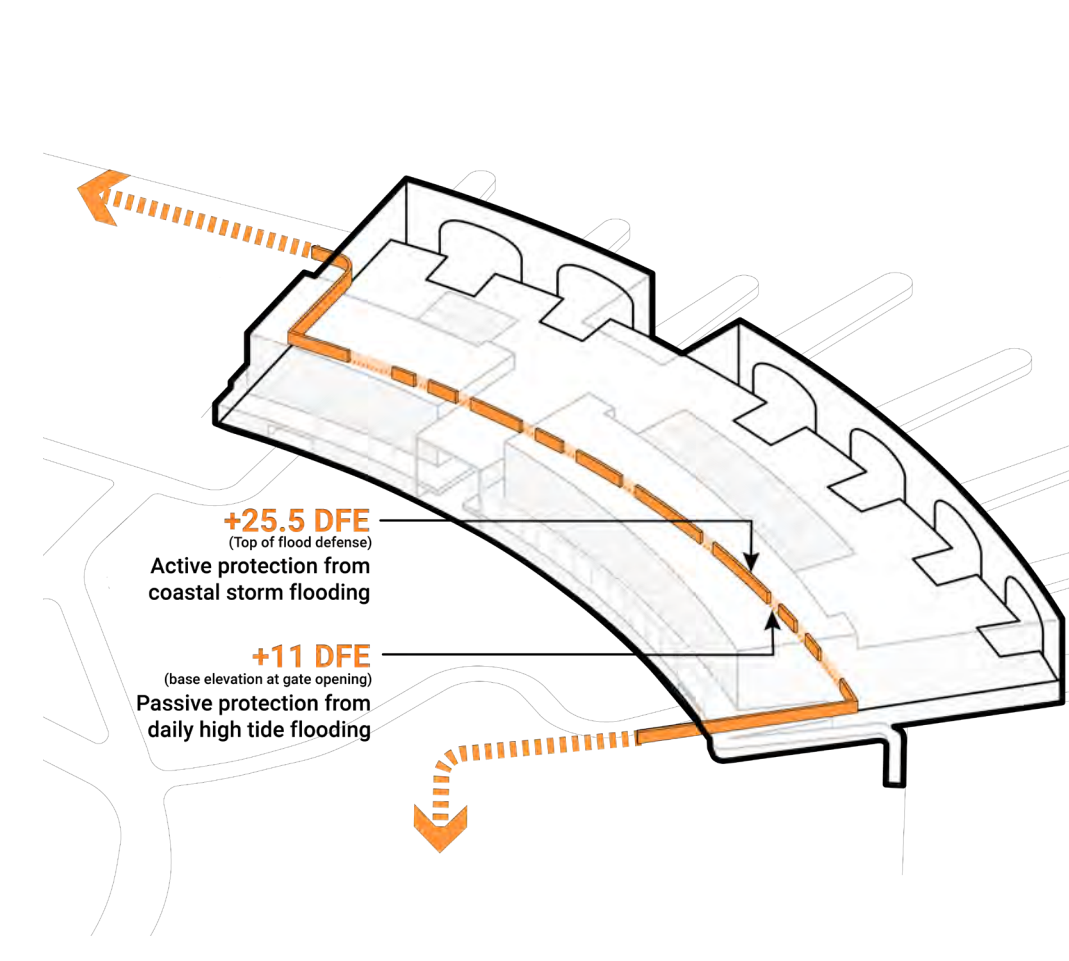 +25.5 DFE
(Top of flood defense)
Active protection from
coastal storm flooding
+11 DFE
(base elevation at gate opening)
Passive protection from
daily high tide flooding